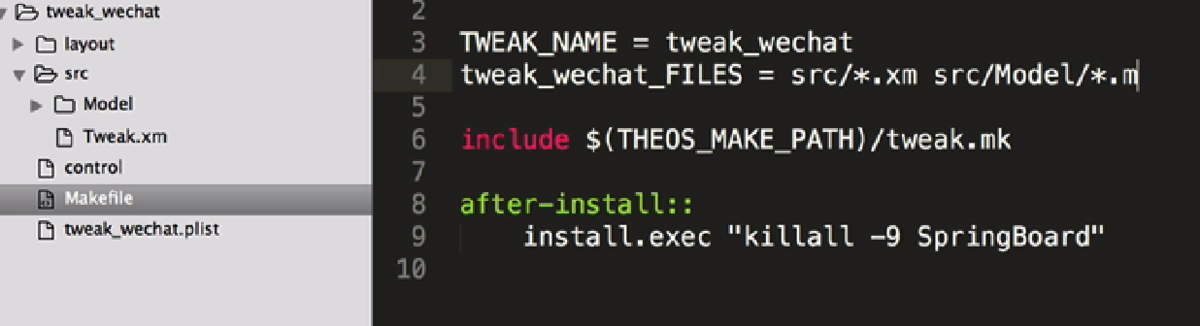 tweak_wechat
layout
src
Model
Tweak.xm
control
Makefile
tweak_wechat.plist
2
3 TWEAK_NAME = tweak_wechat
4 tweak_wechat_FILES = src/*.xm src/Model/*.m
5
6 include $(THEOS_MAKE_PATH)/tweak.mk
7
8 after-install::
9 install.exec "killall -9 SpringBoard"
10